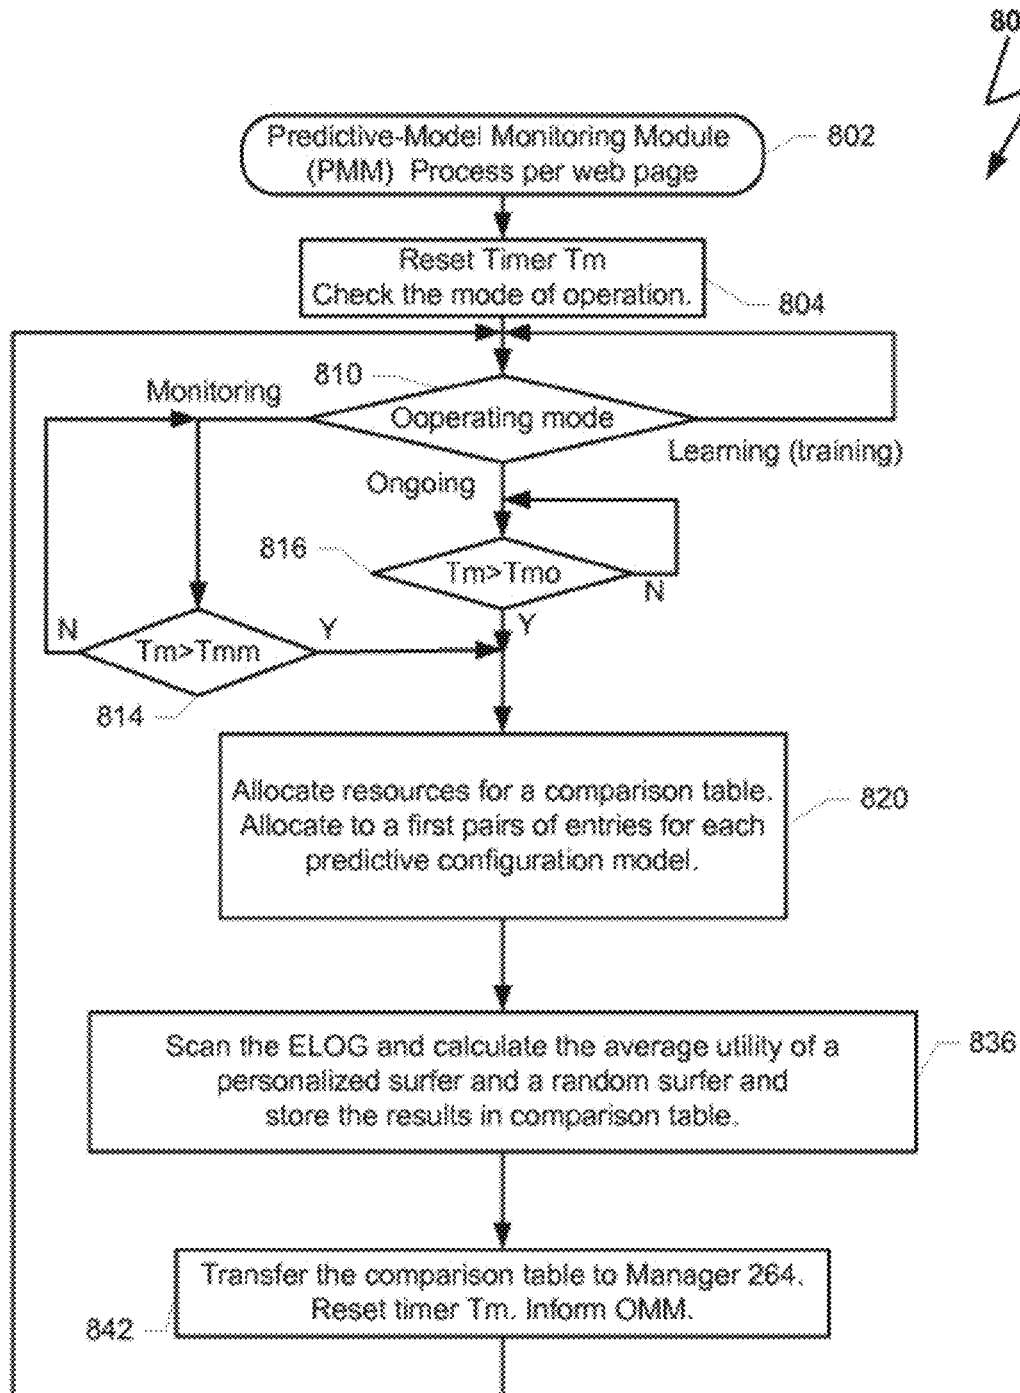 80
Predictive-Model Monitoring Module
(PMM) Process per web page
802
Reset Timer Tm
Check the mode of operation.
804
810
Monitoring
Ooperating mode
Learning (training)
Ongoing
816
Tm>Tmo
N
Y
N
Tm>Tmm
Y
814
Allocate resources for a comparison table.
Allocate to a first pairs of entries for each
predictive configuration model.
820
Scan the ELOG and calculate the average utility of a
personalized surfer and a random surfer and
store the results in comparison table.
836
Transfer the comparison table to Manager 264.
Reset timer Tm. Inform OMM.
842